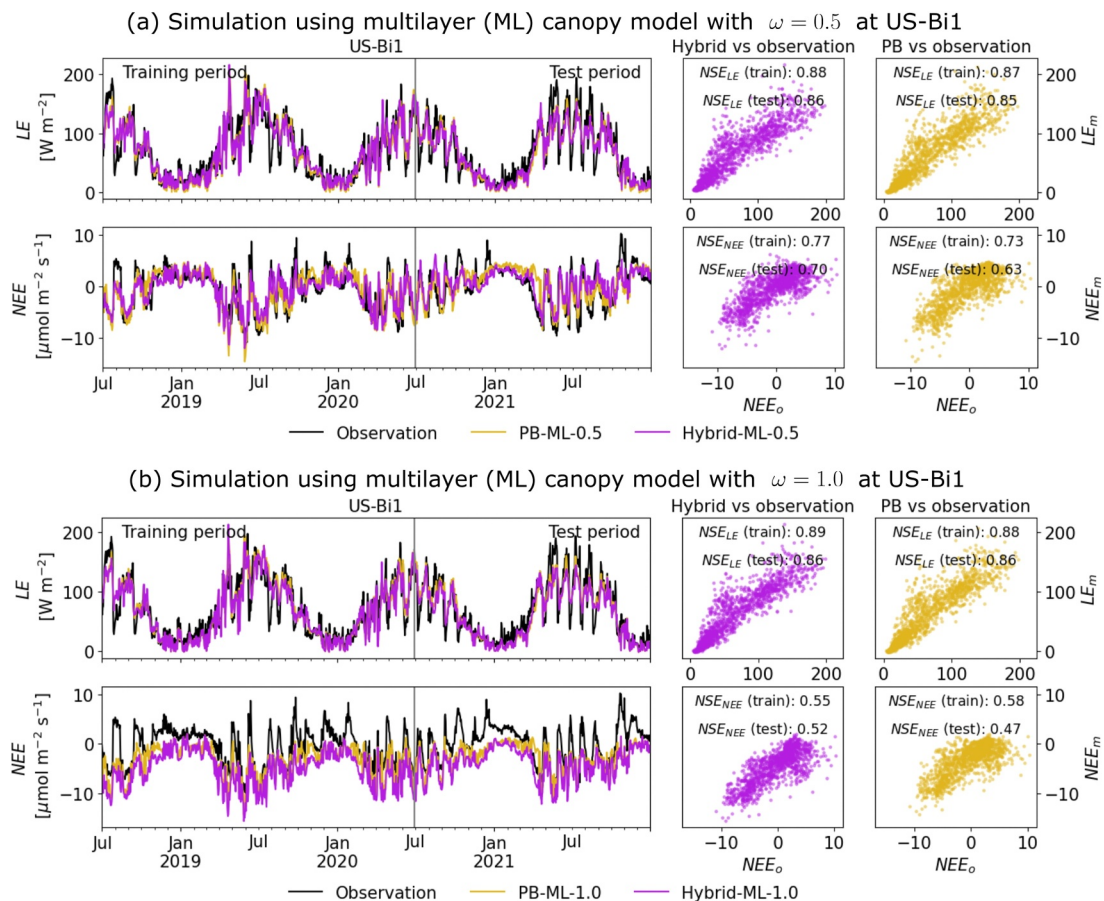 (a) Simulation using multilayer (ML) canopy model with ω = 0.5 at US-Bi1
US-Bi1
Hybrid vs observation
PB vs observation
Training period
Test period
LE
[W m⁻²]
200
100
0
NSE_LE (train): 0.88
NSE_LE (test): 0.86
NSE_LE (train): 0.87
NSE_LE (test): 0.85
200
100
0
LE_m
0 100 200
0 100 200
NEE
[μmol m⁻² s⁻¹]
10
0
−10
NSE_NEE (train): 0.77
NSE_NEE (test): 0.70
NSE_NEE (train): 0.73
NSE_NEE (test): 0.63
10
0
−10
NEE_m
Jul Jan Jul Jan Jul Jan Jul
2019 2020 2021
−10 0 10
−10 0 10
NEE_o
NEE_o
Observation PB-ML-0.5 Hybrid-ML-0.5
(b) Simulation using multilayer (ML) canopy model with ω = 1.0 at US-Bi1
US-Bi1
Hybrid vs observation
PB vs observation
Training period
Test period
LE
[W m⁻²]
200
100
0
NSE_LE (train): 0.89
NSE_LE (test): 0.86
NSE_LE (train): 0.88
NSE_LE (test): 0.86
200
100
0
LE_m
0 100 200
0 100 200
NEE
[μmol m⁻² s⁻¹]
10
0
−10
NSE_NEE (train): 0.55
NSE_NEE (test): 0.52
NSE_NEE (train): 0.58
NSE_NEE (test): 0.47
10
0
−10
NEE_m
Jul Jan Jul Jan Jul Jan Jul
2019 2020 2021
−10 0 10
−10 0 10
NEE_o
NEE_o
Observation PB-ML-1.0 Hybrid-ML-1.0